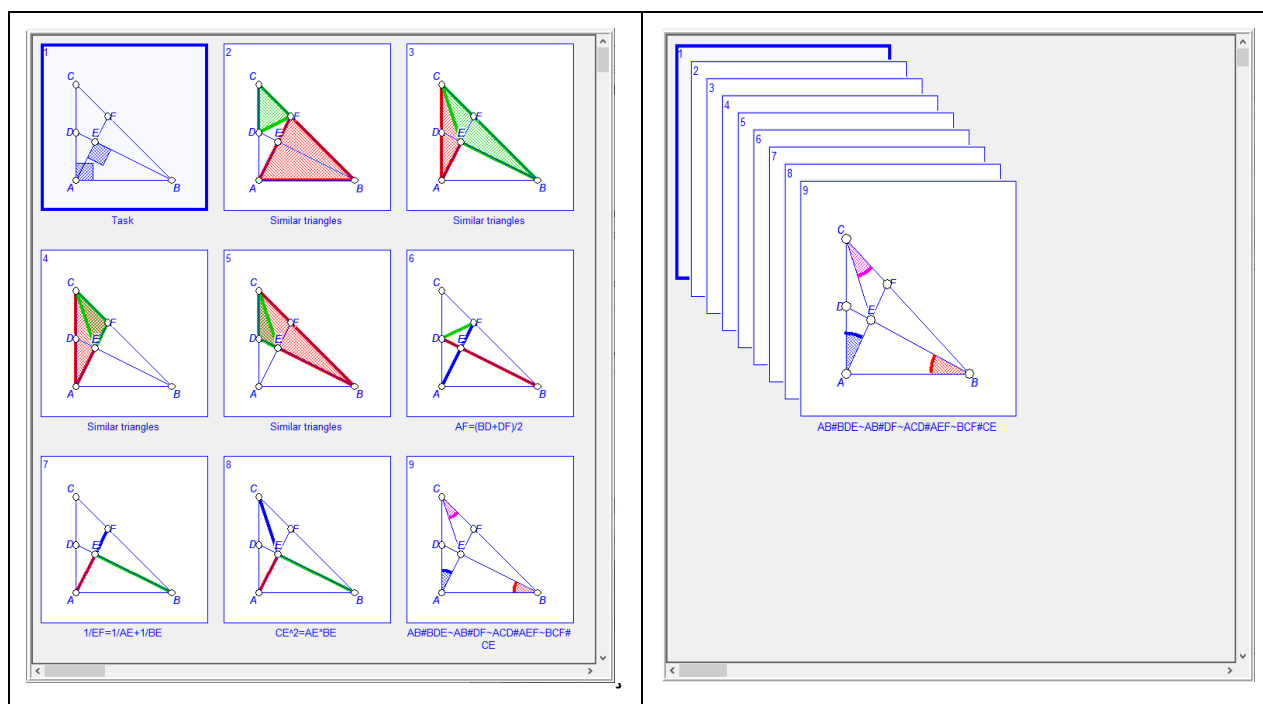 1
C
F
D
E
A
B
Task
2
C
F
D
E
A
B
Similar triangles
3
C
F
D
E
A
B
Similar triangles
4
C
F
D
E
A
B
Similar triangles
5
C
F
D
E
A
B
Similar triangles
6
C
F
D
E
A
B
AF=(BD+DF)/2
7
C
F
D
E
A
B
1/EF=1/AE+1/BE
8
C
F
D
E
A
B
CE^2=AE*BE
9
C
F
D
E
A
B
AB#BDE~AB#DF~ACD#AEF~BCF#
CE
1
2
3
4
5
6
7
8
9
C
F
D
E
A
B
AB#BDE~AB#DF~ACD#AEF~BCF#CE